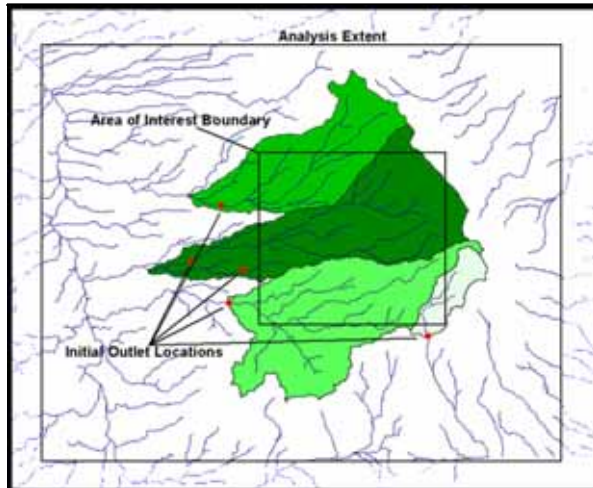 Analysis Extent
Area of Interest Boundary
Initial Outlet Locations